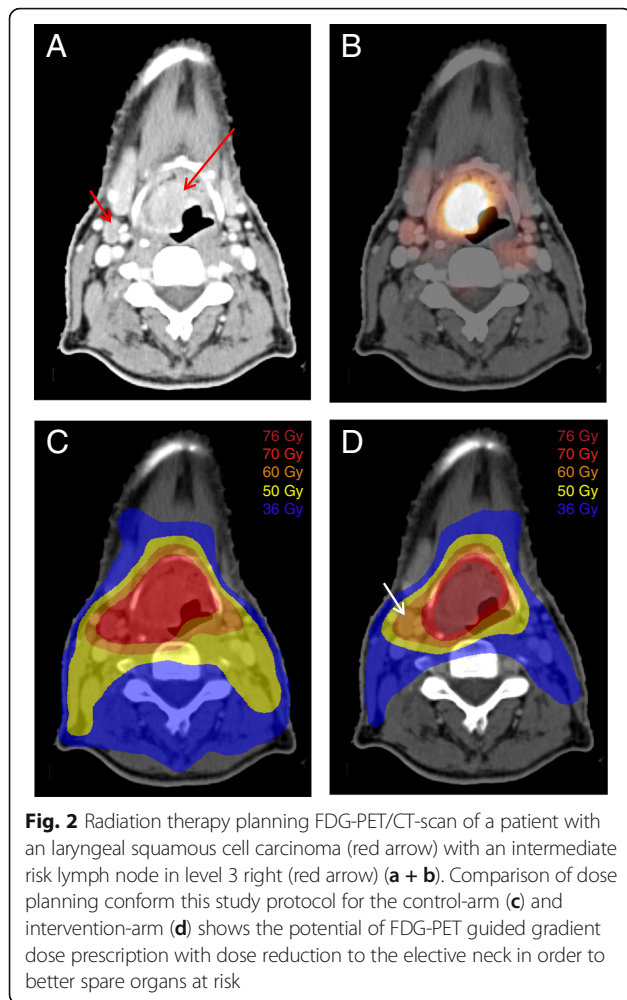 A
B
C
76 Gy
70 Gy
60 Gy
50 Gy
36 Gy
D
76 Gy
70 Gy
60 Gy
50 Gy
36 Gy
Fig. 2 Radiation therapy planning FDG-PET/CT-scan of a patient with
an laryngeal squamous cell carcinoma (red arrow) with an intermediate
risk lymph node in level 3 right (red arrow) (a + b). Comparison of dose
planning conform this study protocol for the control-arm (c) and
intervention-arm (d) shows the potential of FDG-PET guided gradient
dose prescription with dose reduction to the elective neck in order to
better spare organs at risk